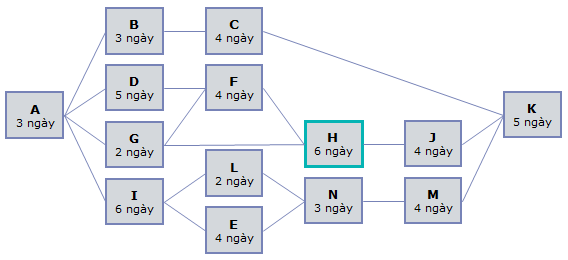 B
3 ngày
C
4 ngày
D
5 ngày
F
4 ngày
A
3 ngày
K
5 ngày
G
2 ngày
H
6 ngày
J
4 ngày
L
2 ngày
I
6 ngày
N
3 ngày
M
4 ngày
E
4 ngày